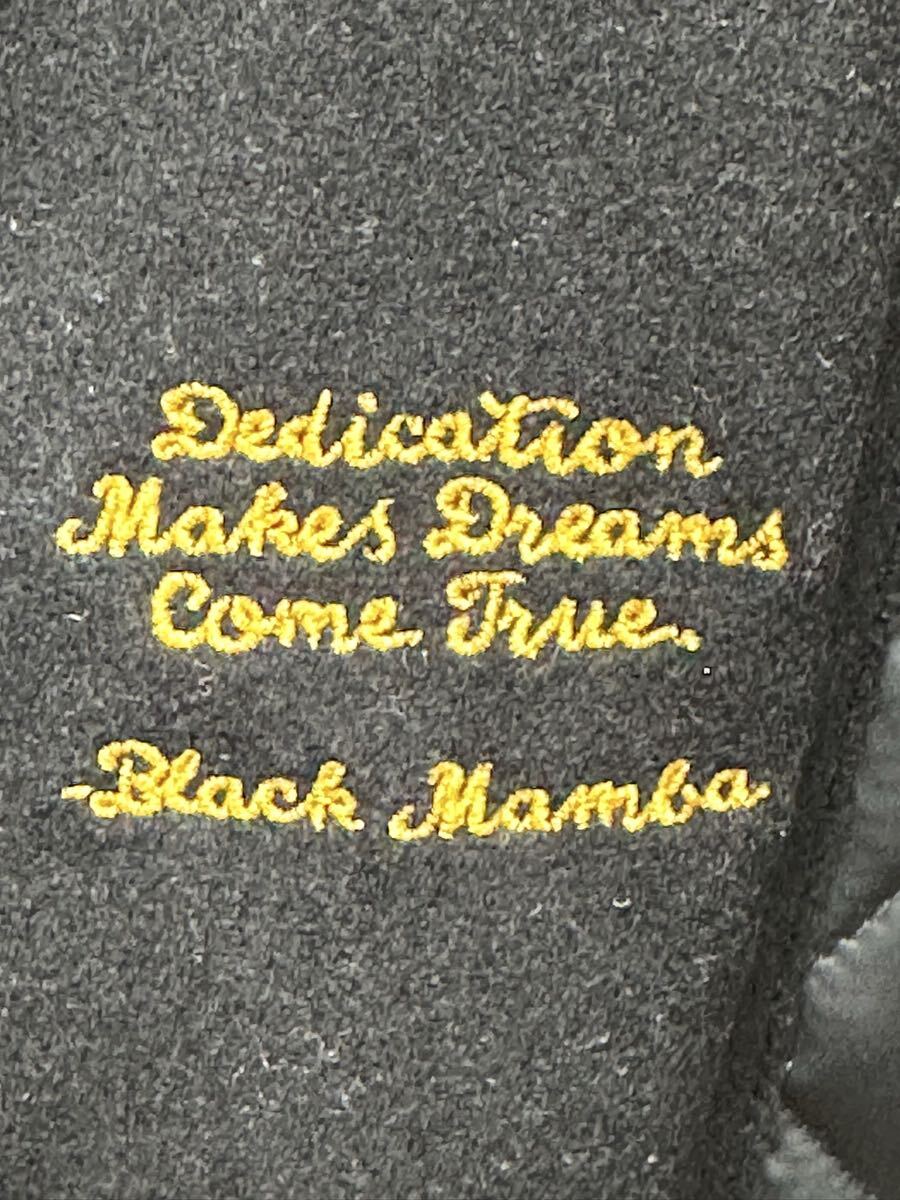 Dedication
Makes Dreams
Come True.
-Black Mamba